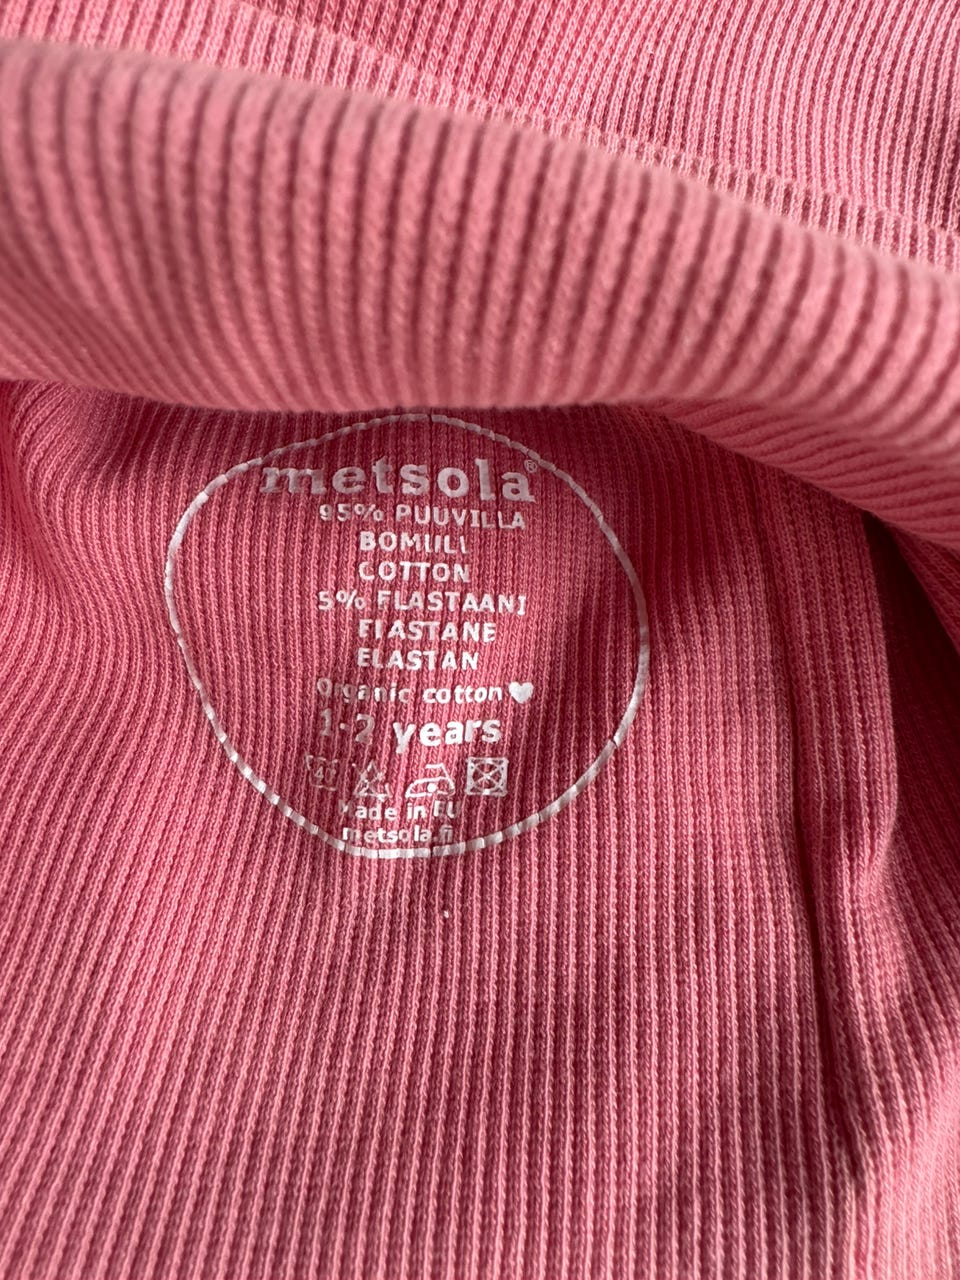 metsola®
95% PUUVILLA
BOMULL
COTTON
5% ELASTAANI
ELASTANE
ELASTAN
Organic cotton ♥
1-2 years
40
Made in EU
metsola.fi